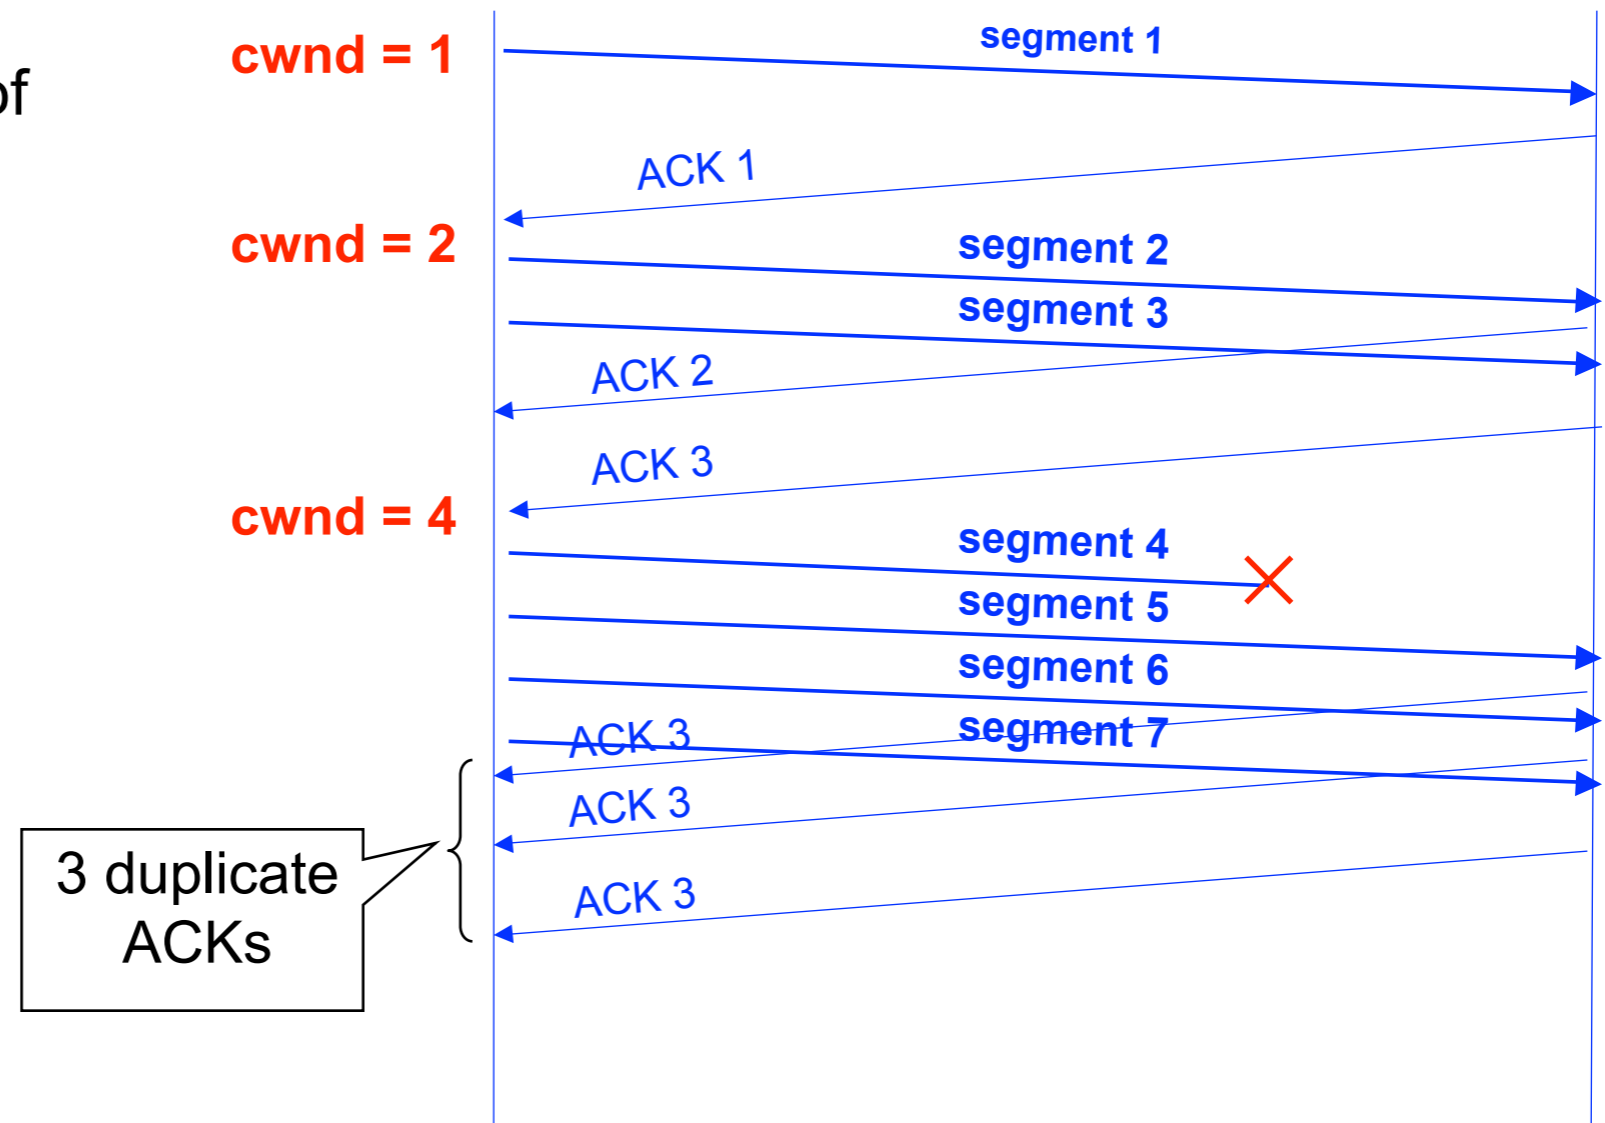 cwnd = 1
segment 1
of
ACK 1
cwnd = 2
segment 2
segment 3
ACK 2
ACK 3
cwnd = 4
segment 4
segment 5
segment 6
segment 7
ACK 3
ACK 3
3 duplicate
ACKs
ACK 3